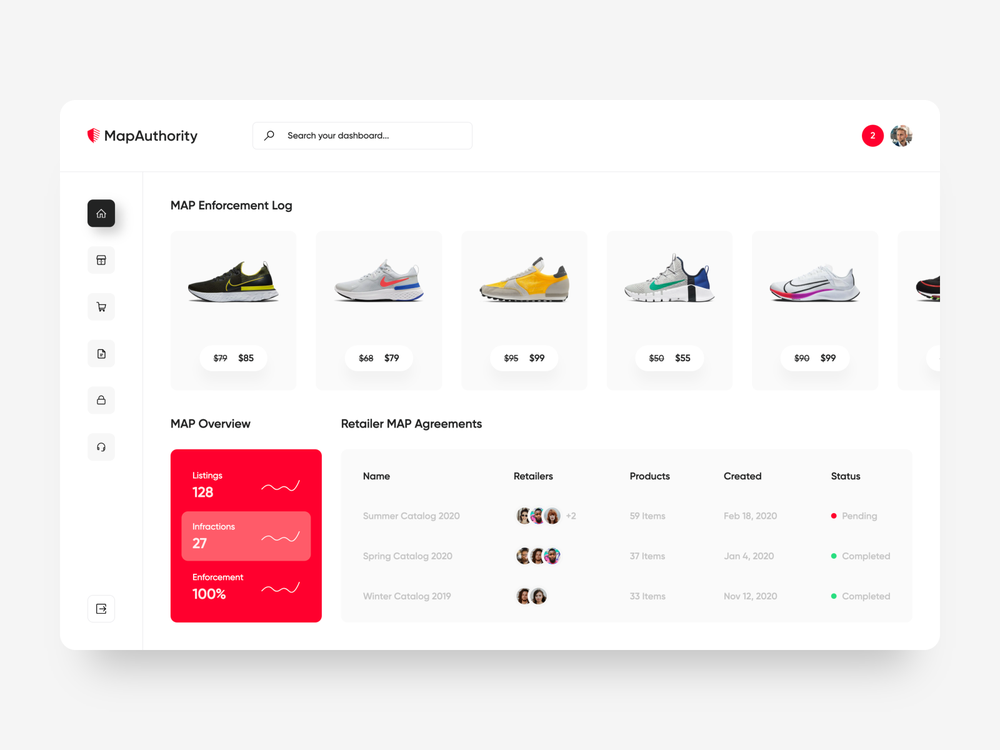 MapAuthority
Search your dashboard...
2
MAP Enforcement Log
$79 $85
$68 $79
$95 $99
$50 $55
$90 $99
MAP Overview
Listings
128
Infractions
27
Enforcement
100%
Retailer MAP Agreements
Name Retailers Products Created Status
Summer Catalog 2020 +2 59 Items Feb 18, 2020 Pending
Spring Catalog 2020 37 Items Jan 4, 2020 Completed
Winter Catalog 2019 33 Items Nov 12, 2020 Completed